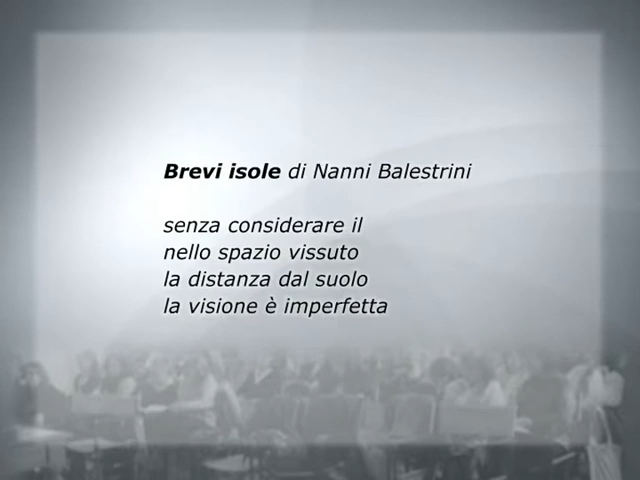 Brevi isole di Nanni Balestrini
senza considerare il
nello spazio vissuto
la distanza dal suolo
la visione è imperfetta